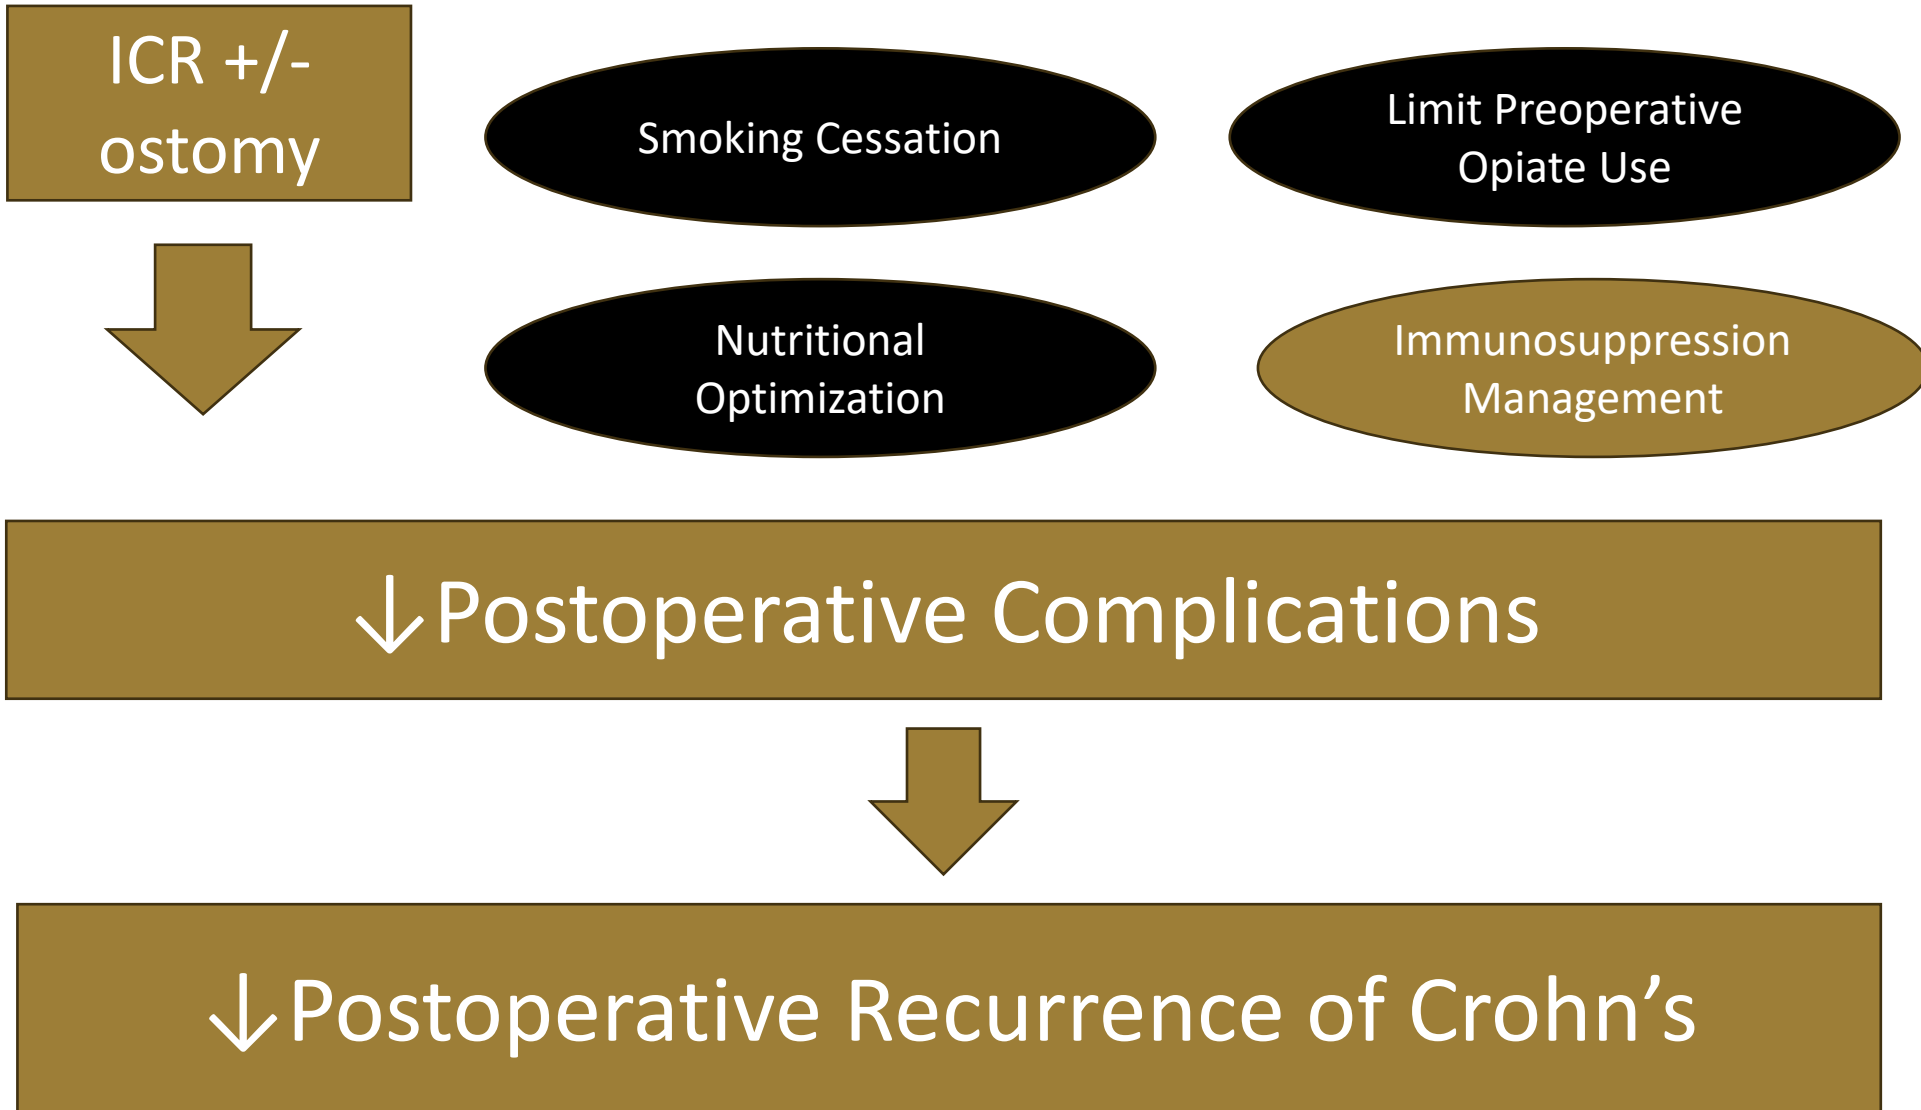 ICR +/-
ostomy
Smoking Cessation
Limit Preoperative
Opiate Use
Nutritional
Optimization
Immunosuppression
Management
↓Postoperative Complications
↓Postoperative Recurrence of Crohn’s